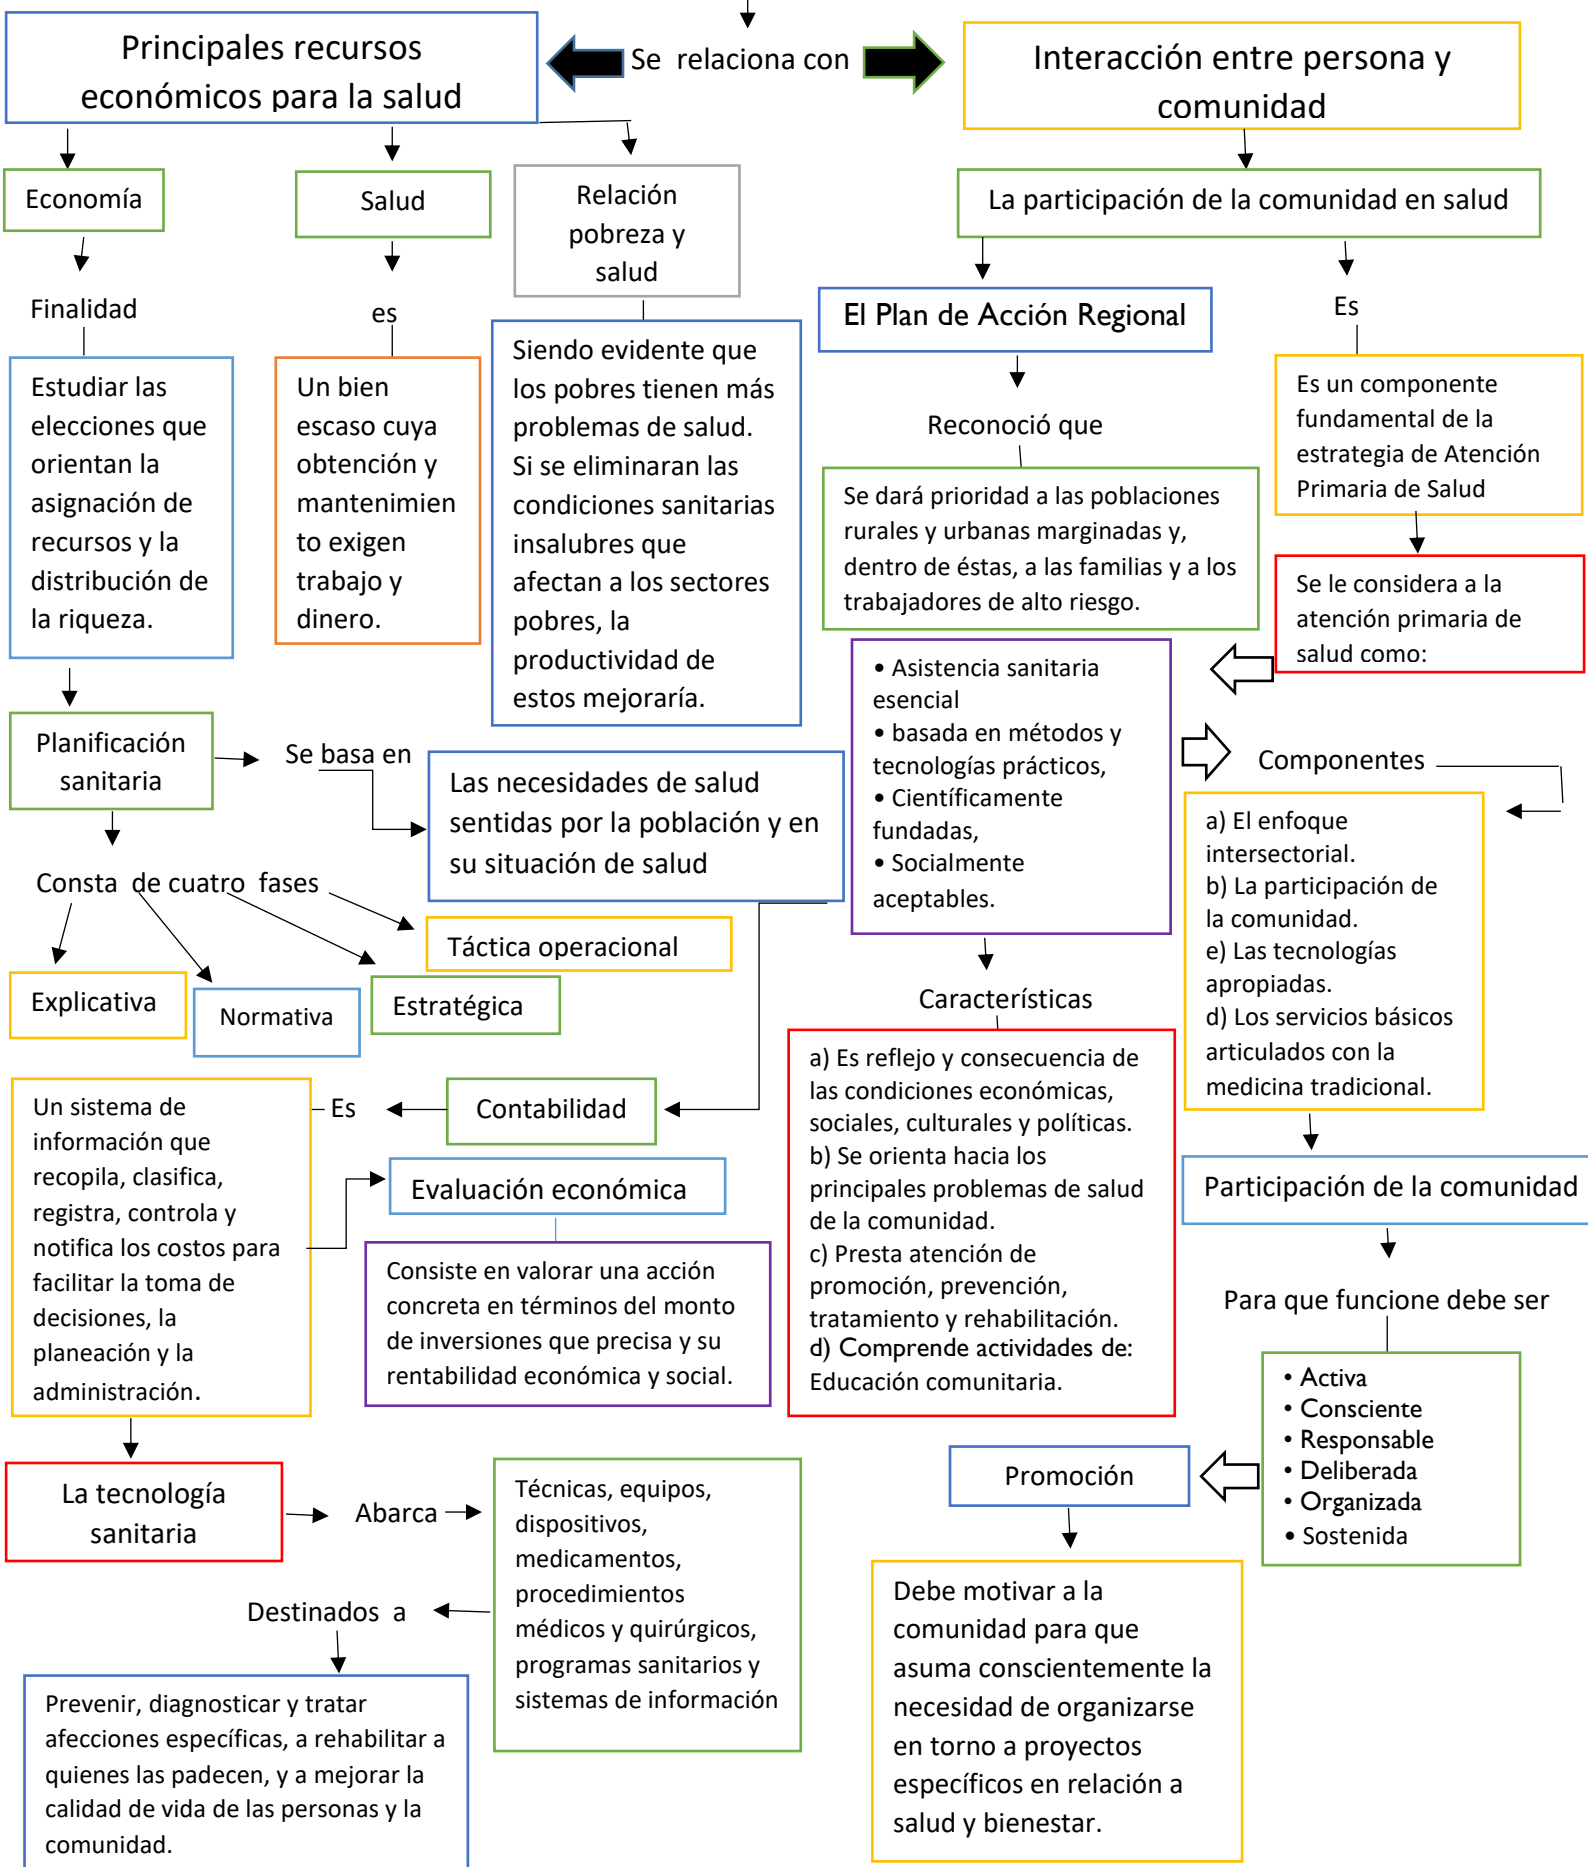 Principales recursos
económicos para la salud
Se relaciona con
Interacción entre persona y
comunidad
Economía
Salud
Relación
pobreza y
salud
La participación de la comunidad en salud
Finalidad
es
El Plan de Acción Regional
Es
Estudiar las
elecciones que
orientan la
asignación de
recursos y la
distribución de
la riqueza.
Un bien
escaso cuya
obtención y
mantenimien
to exigen
trabajo y
dinero.
Siendo evidente que
los pobres tienen más
problemas de salud.
Si se eliminaran las
condiciones sanitarias
insalubres que
afectan a los sectores
pobres, la
productividad de
estos mejoraría.
Reconoció que
Es un componente
fundamental de la
estrategia de Atención
Primaria de Salud
Se dará prioridad a las poblaciones
rurales y urbanas marginadas y,
dentro de éstas, a las familias y a los
trabajadores de alto riesgo.
Se le considera a la
atención primaria de
salud como:
• Asistencia sanitaria
esencial
• basada en métodos y
tecnologías prácticos,
• Científicamente
fundadas,
• Socialmente
aceptables.
Planificación
sanitaria
Se basa en
Las necesidades de salud
sentidas por la población y en
su situación de salud
Componentes
a) El enfoque
intersectorial.
b) La participación de
la comunidad.
e) Las tecnologías
apropiadas.
d) Los servicios básicos
articulados con la
medicina tradicional.
Consta de cuatro fases
Táctica operacional
Explicativa
Normativa
Estratégica
Características
a) Es reflejo y consecuencia de
las condiciones económicas,
sociales, culturales y políticas.
b) Se orienta hacia los
principales problemas de salud
de la comunidad.
c) Presta atención de
promoción, prevención,
tratamiento y rehabilitación.
d) Comprende actividades de:
Educación comunitaria.
Un sistema de
información que
recopila, clasifica,
registra, controla y
notifica los costos para
facilitar la toma de
decisiones, la
planeación y la
administración.
Es
Contabilidad
Evaluación económica
Consiste en valorar una acción
concreta en términos del monto
de inversiones que precisa y su
rentabilidad económica y social.
Participación de la comunidad
Para que funcione debe ser
• Activa
• Consciente
• Responsable
• Deliberada
• Organizada
• Sostenida
La tecnología
sanitaria
Abarca
Técnicas, equipos,
dispositivos,
medicamentos,
procedimientos
médicos y quirúrgicos,
programas sanitarios y
sistemas de información
Promoción
Debe motivar a la
comunidad para que
asuma conscientemente la
necesidad de organizarse
en torno a proyectos
específicos en relación a
salud y bienestar.
Destinados a
Prevenir, diagnosticar y tratar
afecciones específicas, a rehabilitar a
quienes las padecen, y a mejorar la
calidad de vida de las personas y la
comunidad.